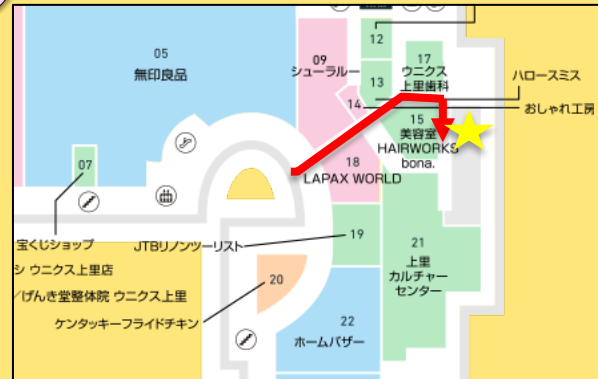 05
無印良品
09
シューラルー
12
13
14
17
ウニクス
上里歯科
ハロースミス
おしゃれ工房
15
美容室
HAIRWORKS
bona.
18
LAPAX WORLD
07
宝くじショップ
JTBリノンツーリスト
19
シ ウニクス上里店
/げんき堂整体院 ウニクス上里
20
ケンタッキーフライドチキン
21
上里
カルチャー
センター
22
ホームバザー